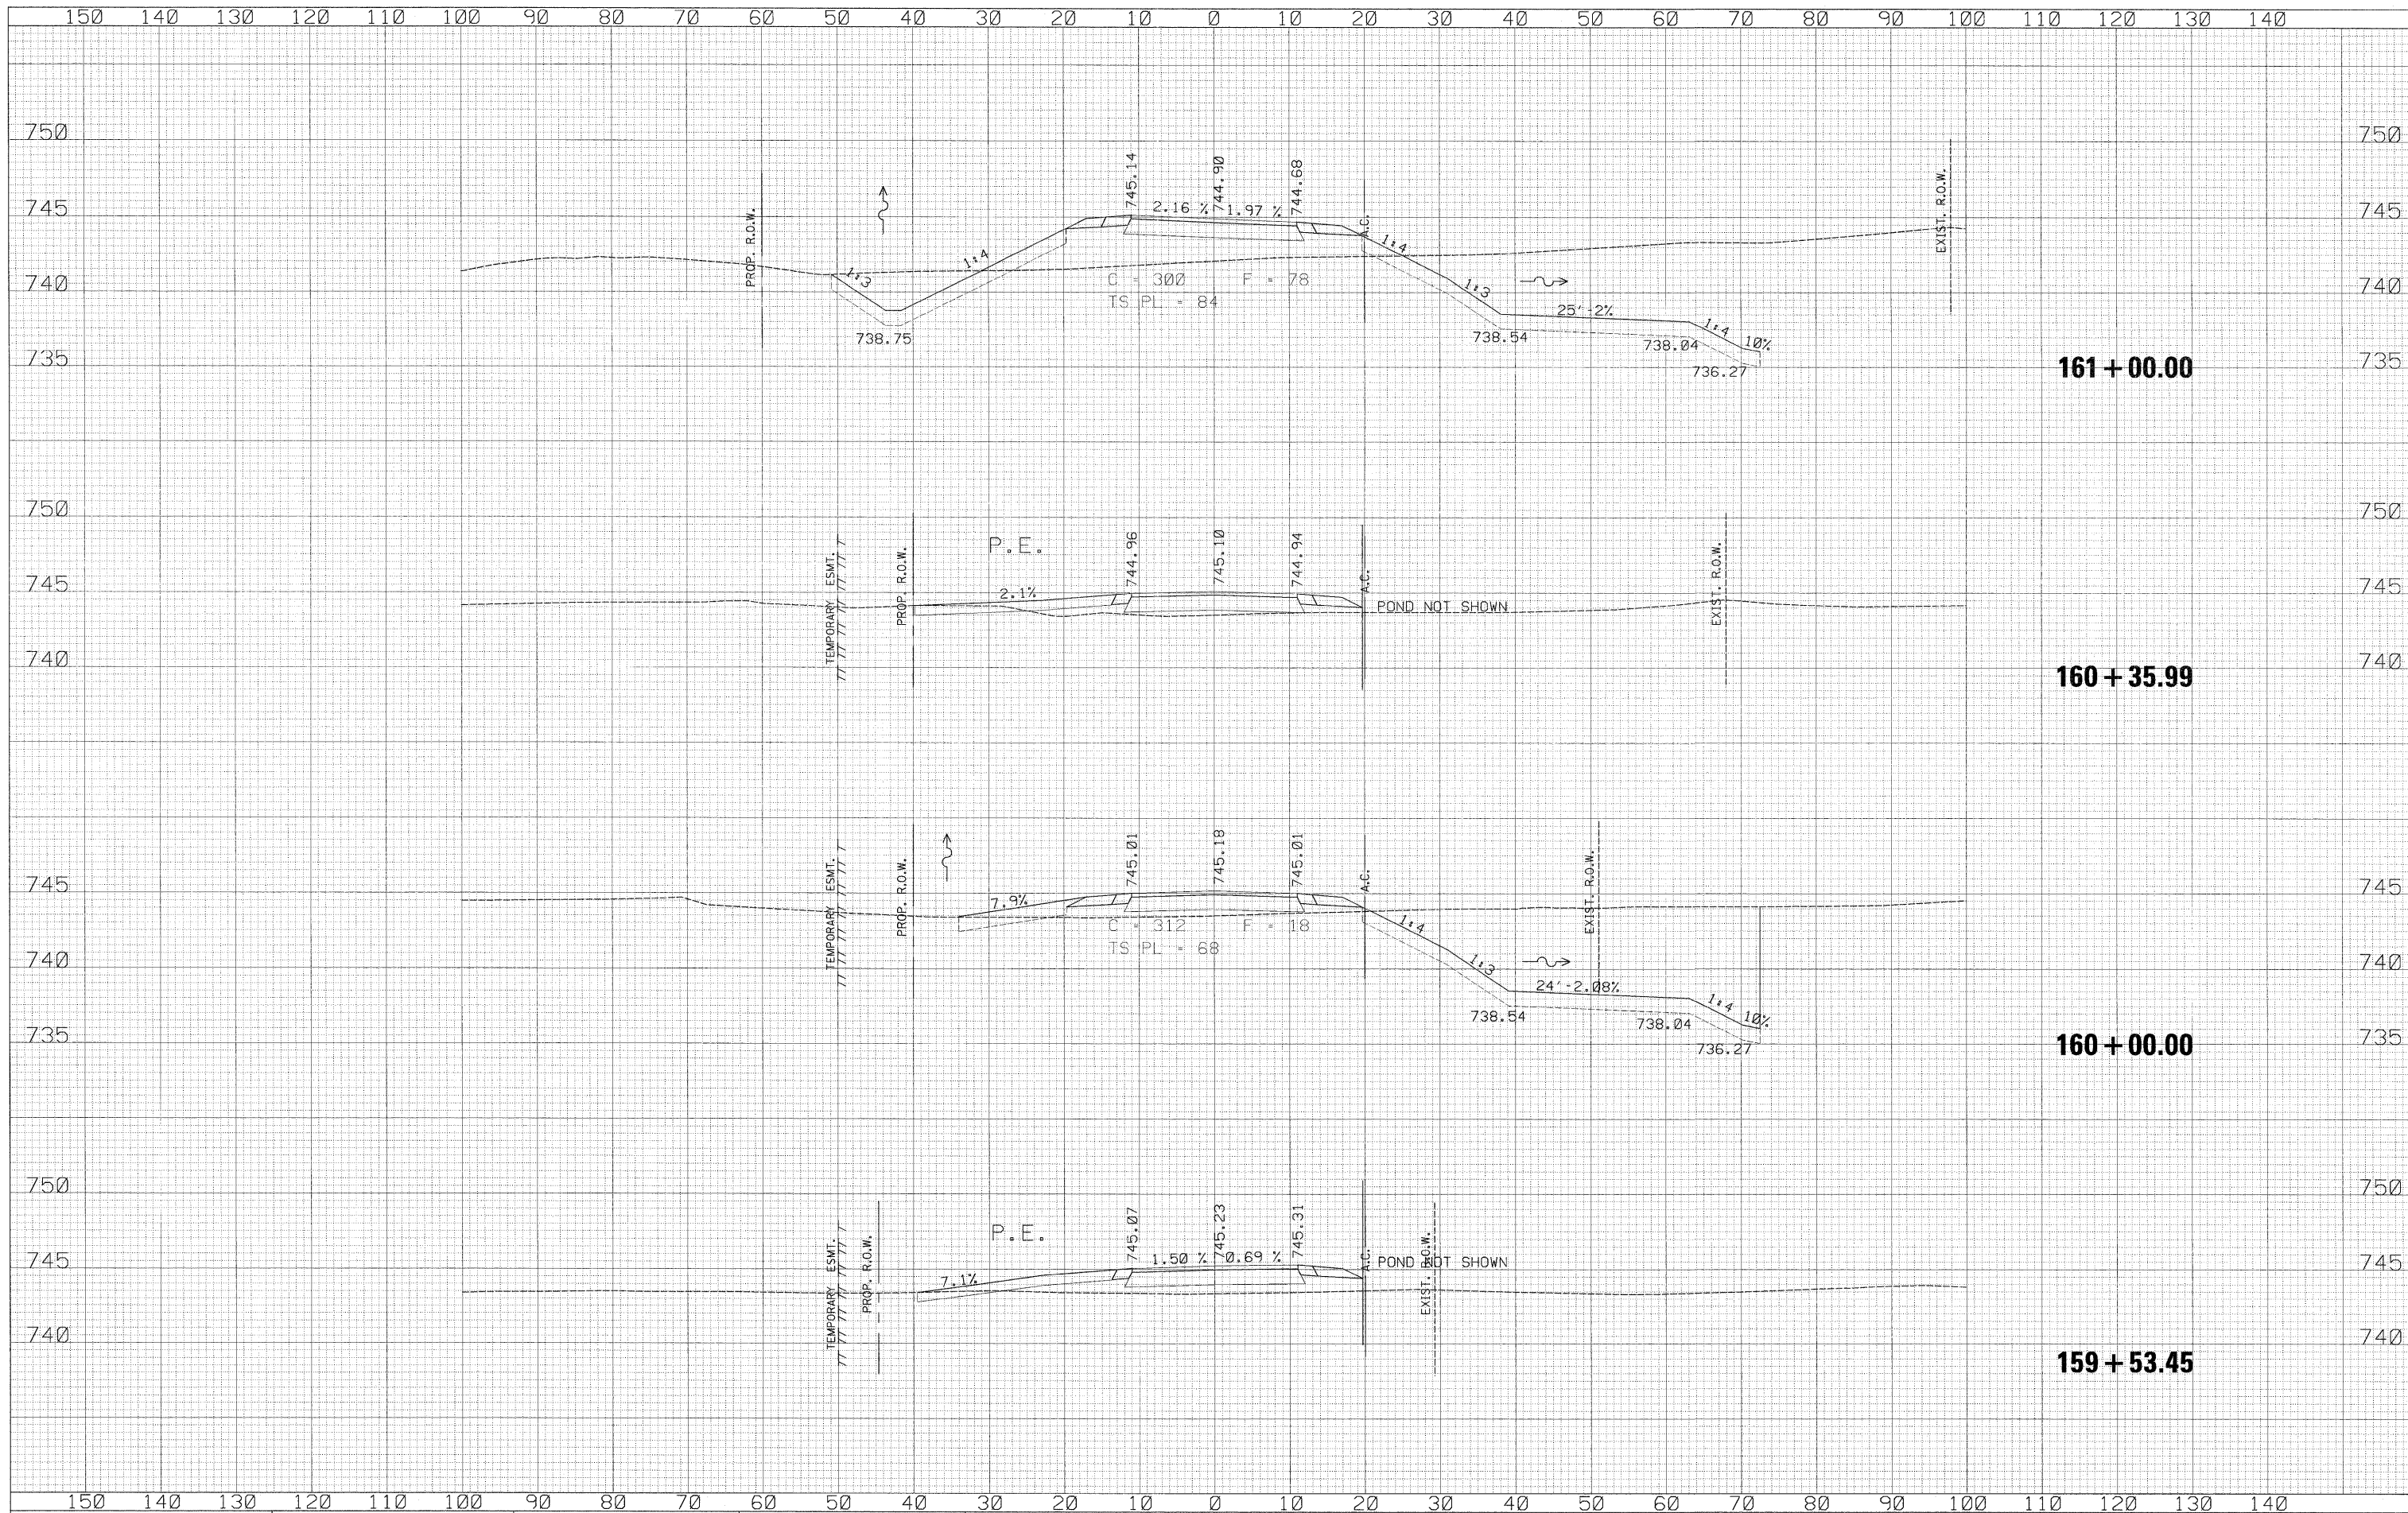 150 140 130 120 110 100 90 80 70 60 50 40 30 20 10 0 10 20 30 40 50 60 70 80 90 100 110 120 130 140
750 750
745.14 744.90 744.68
PROP. R.O.W. EXIST. R.O.W.
745 2.16 % 1.97 % A.C. 745
1:4 1:4
1:3
740 C = 300 F = 78 1:3 740
TS PL = 84
25'-2%
738.75 738.54 738.04 1:4 10%
735 736.27 161+00.00 735
750 750
P.E. 744.96 745.10 744.94
TEMPORARY ESMT. PROP. R.O.W. A.C. EXIST. R.O.W.
745 2.1% 745
POND NOT SHOWN
740 740
160+35.99
745.01 745.18 745.01
TEMPORARY ESMT. PROP. R.O.W. A.C. EXIST. R.O.W.
745 7.9% 745
C = 312 F = 18 1:4
TS PL = 68
740 1:3 740
24'-2.08%
738.54 738.04 1:4 10%
735 736.27 160+00.00 735
750 750
P.E. 745.07 745.23 745.31
TEMPORARY ESMT. PROP. R.O.W. A.C. EXIST. R.O.W.
745 1.50 % 0.69 % POND NOT SHOWN 745
7.1%
740 740
159+53.45
150 140 130 120 110 100 90 80 70 60 50 40 30 20 10 0 10 20 30 40 50 60 70 80 90 100 110 120 130 140